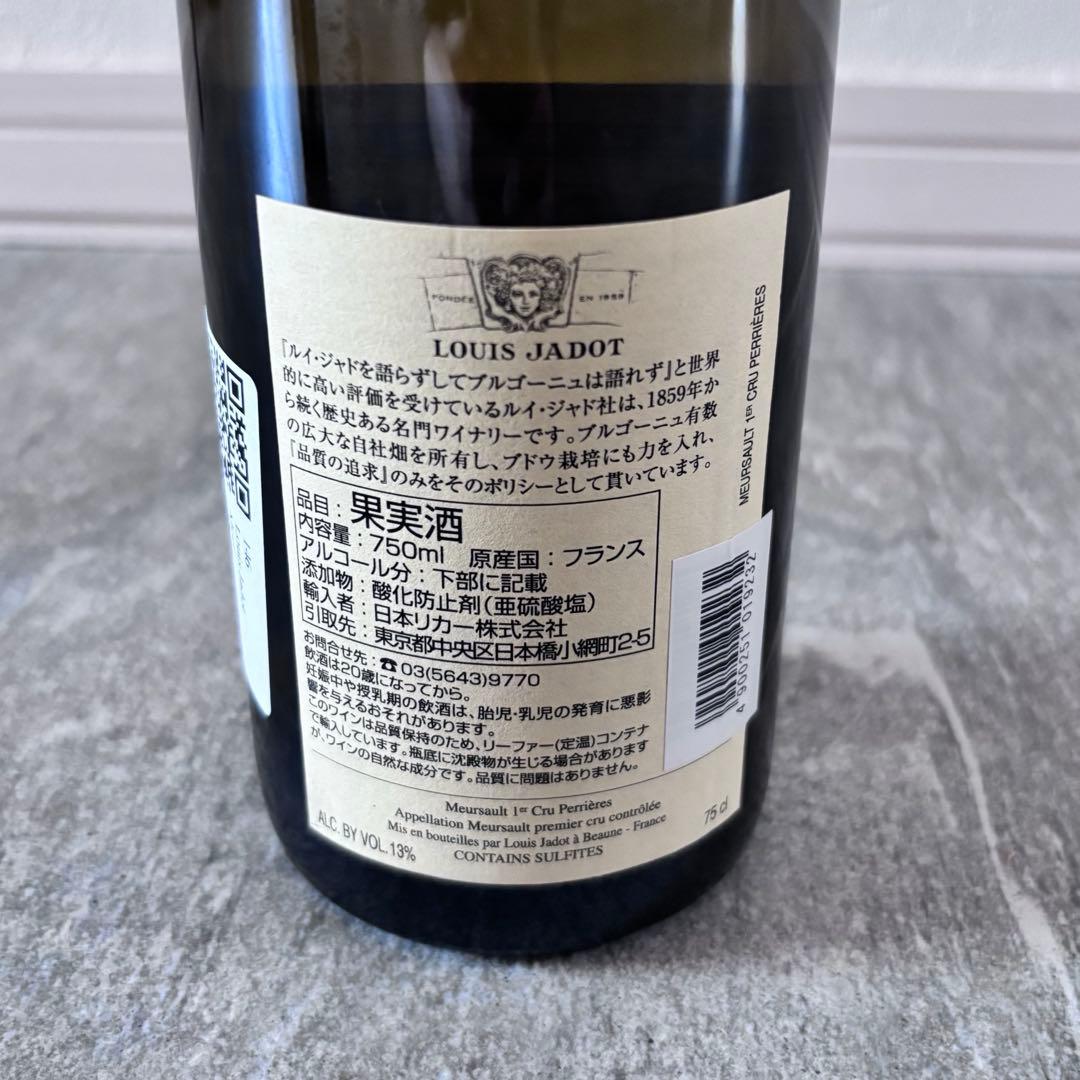 FONDÉE EN 1859
LOUIS JADOT
『ルイ・ジャドを語らずしてブルゴーニュは語れず』と世界
的に高い評価を受けているルイ・ジャド社は、1859年か
ら続く歴史ある名門ワイナリーです。ブルゴーニュ有数
の広大な自社畑を所有し、ブドウ栽培にも力を入れ、
『品質の追求』のみをそのポリシーとして貫いています。
品目：果実酒
内容量：750ml 原産国：フランス
アルコール分：下部に記載
添加物：酸化防止剤（亜硫酸塩）
輸入者：日本リカー株式会社
引取先：東京都中央区日本橋小網町2-5
お問合せ先：☎03(5643)9770
飲酒は20歳になってから。
妊娠中や授乳期の飲酒は、胎児・乳児の発育に悪影
響を与えるおそれがあります。
このワインは品質保持のため、リーファー(定温)コンテナ
で輸入しています。瓶底に沈殿物が生じる場合があります
が、ワインの自然な成分です。品質に問題はありません。
Meursault 1er Cru Perrières
Appellation Meursault premier cru contrôlée
Mis en bouteilles par Louis Jadot à Beaune - France
CONTAINS SULFITES
ALC. BY VOL. 13%
75 cl
MEURSAULT 1ER CRU PERRIÈRES
4 900251 019232